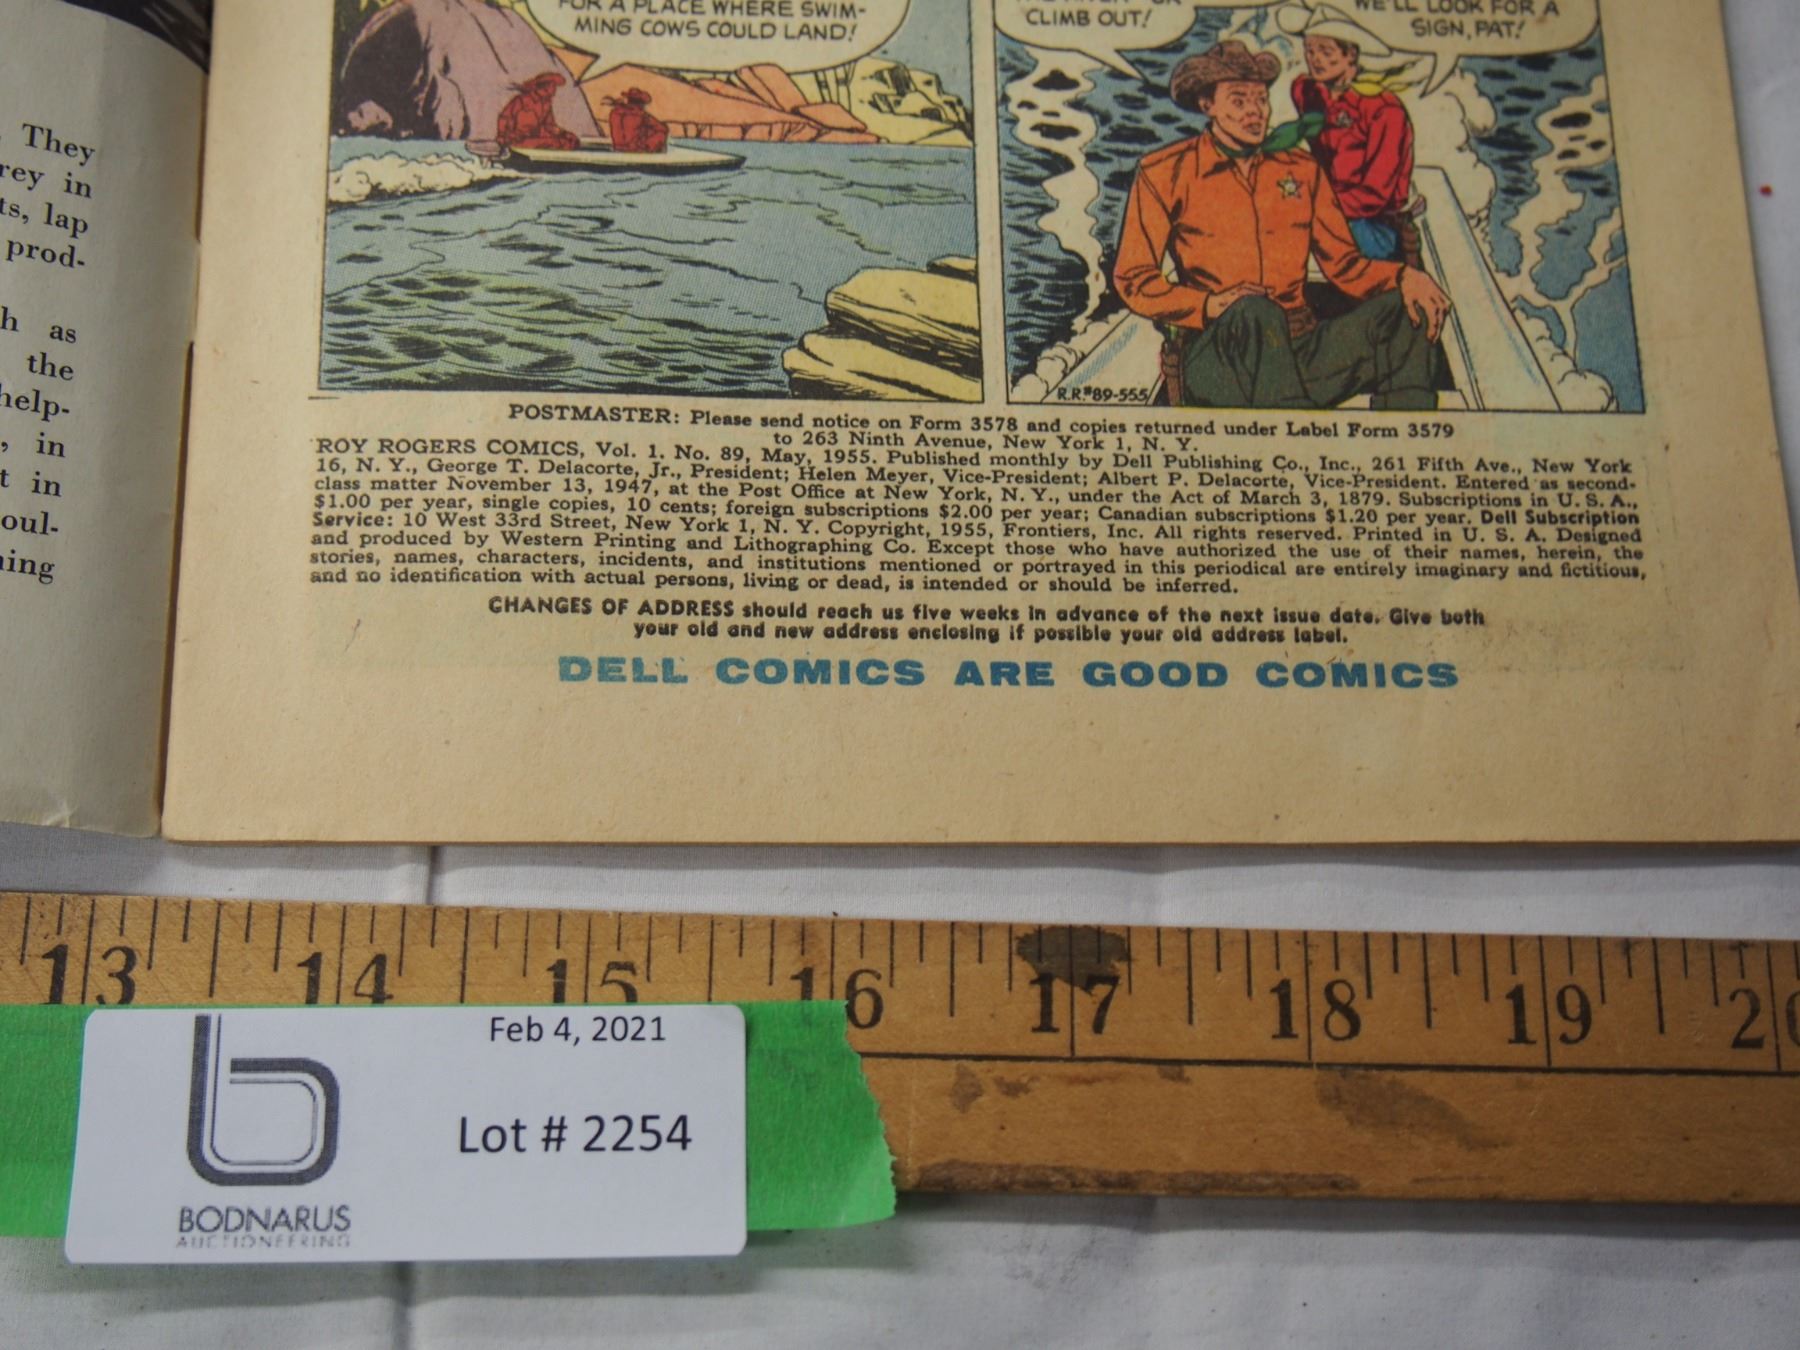 . They
rey in
ts, lap
prod-
h as
the
help-
, in
t in
oul-
ning
FOR A PLACE WHERE SWIM-
MING COWS COULD LAND!
CLIMB OUT!
WE'LL LOOK FOR A
SIGN, PAT!
R.R.#89-555
POSTMASTER: Please send notice on Form 3578 and copies returned under Label Form 3579
to 263 Ninth Avenue, New York 1, N. Y.
ROY ROGERS COMICS, Vol. 1. No. 89, May, 1955. Published monthly by Dell Publishing Co., Inc., 261 Fifth Ave., New York
16, N. Y., George T. Delacorte, Jr., President; Helen Meyer, Vice-President; Albert P. Delacorte, Vice-President. Entered as second-
class matter November 13, 1947, at the Post Office at New York, N. Y., under the Act of March 3, 1879. Subscriptions in U. S. A.,
$1.00 per year, single copies, 10 cents; foreign subscriptions $2.00 per year; Canadian subscriptions $1.20 per year. Dell Subscription
Service: 10 West 33rd Street, New York 1, N. Y. Copyright, 1955, Frontiers, Inc. All rights reserved. Printed in U. S. A. Designed
and produced by Western Printing and Lithographing Co. Except those who have authorized the use of their names, herein, the
stories, names, characters, incidents, and institutions mentioned or portrayed in this periodical are entirely imaginary and fictitious,
and no identification with actual persons, living or dead, is intended or should be inferred.
CHANGES OF ADDRESS should reach us five weeks in advance of the next issue date. Give both
your old and new address enclosing if possible your old address label.
DELL COMICS ARE GOOD COMICS
13 14 15 16 17 18 19 20
Feb 4, 2021
Lot # 2254
BODNARUS
AUCTIONEERING